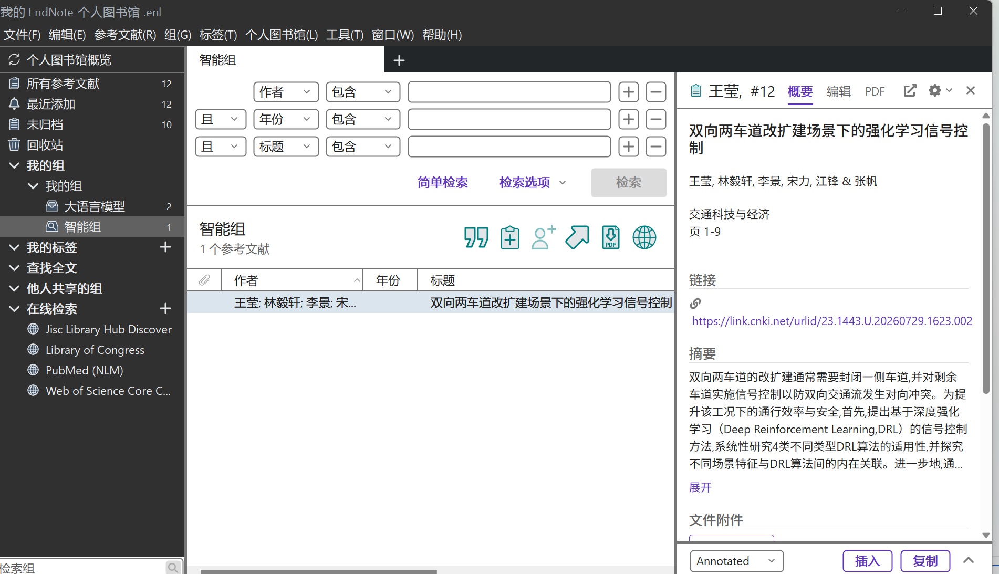 我的 EndNote 个人图书馆 .enl
文件(F) 编辑(E) 参考文献(R) 组(G) 标签(T) 个人图书馆(L) 工具(T) 窗口(W) 帮助(H)
个人图书馆概览
所有参考文献 12
最近添加 12
未归档 10
回收站
我的组
我的组
大语言模型 2
智能组 1
我的标签
查找全文
他人共享的组
在线检索
Jisc Library Hub Discover
Library of Congress
PubMed (NLM)
Web of Science Core C...
检索组
智能组
作者 包含
且 年份 包含
且 标题 包含
简单检索 检索选项 检索
智能组
1 个参考文献
PDF
作者 年份 标题
王莹; 林毅轩; 李景; 宋... 双向两车道改扩建场景下的强化学习信号控制
王莹, #12 概要 编辑 PDF
双向两车道改扩建场景下的强化学习信号控
制
王莹, 林毅轩, 李景, 宋力, 江锋 & 张帆
交通科技与经济
页 1-9
链接
https://link.cnki.net/urlid/23.1443.U.20260729.1623.002
摘要
双向两车道的改扩建通常需要封闭一侧车道,并对剩余
车道实施信号控制以防双向交通流发生对向冲突。为提
升该工况下的通行效率与安全,首先,提出基于深度强化
学习（Deep Reinforcement Learning,DRL）的信号控制
方法,系统性研究4类不同类型DRL算法的适用性,并探究
不同场景特征与DRL算法间的内在关联。进一步地,通...
展开
文件附件
Annotated 插入 复制